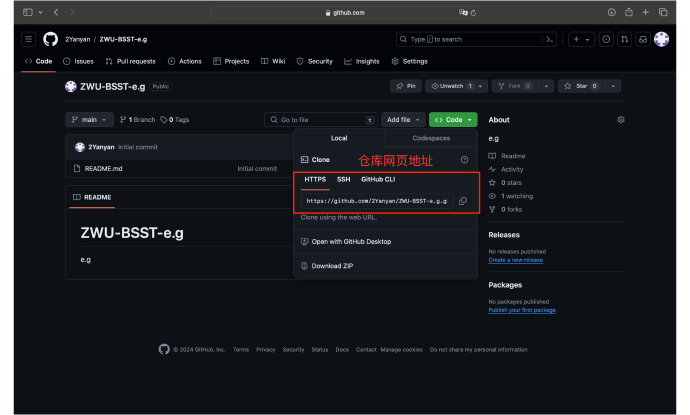 github.com
2Yanyan / ZWU-BSST-e.g
Type / to search
Code Issues Pull requests Actions Projects Wiki Security Insights Settings
ZWU-BSST-e.g Public
Pin Unwatch 1 Fork 0 Star 0
main 1 Branch 0 Tags
Go to file t Add file Code
About
e.g
2Yanyan Initial commit
README.md Initial commit
README
ZWU-BSST-e.g
e.g
Local Codespaces
Clone 仓库网页地址
HTTPS SSH GitHub CLI
https://github.com/2Yanyan/ZWU-BSST-e.g.g
Clone using the web URL.
Open with GitHub Desktop
Download ZIP
Readme
Activity
0 stars
1 watching
0 forks
Releases
No releases published
Create a new release
Packages
No packages published
Publish your first package
© 2024 GitHub, Inc. Terms Privacy Security Status Docs Contact Manage cookies Do not share my personal information